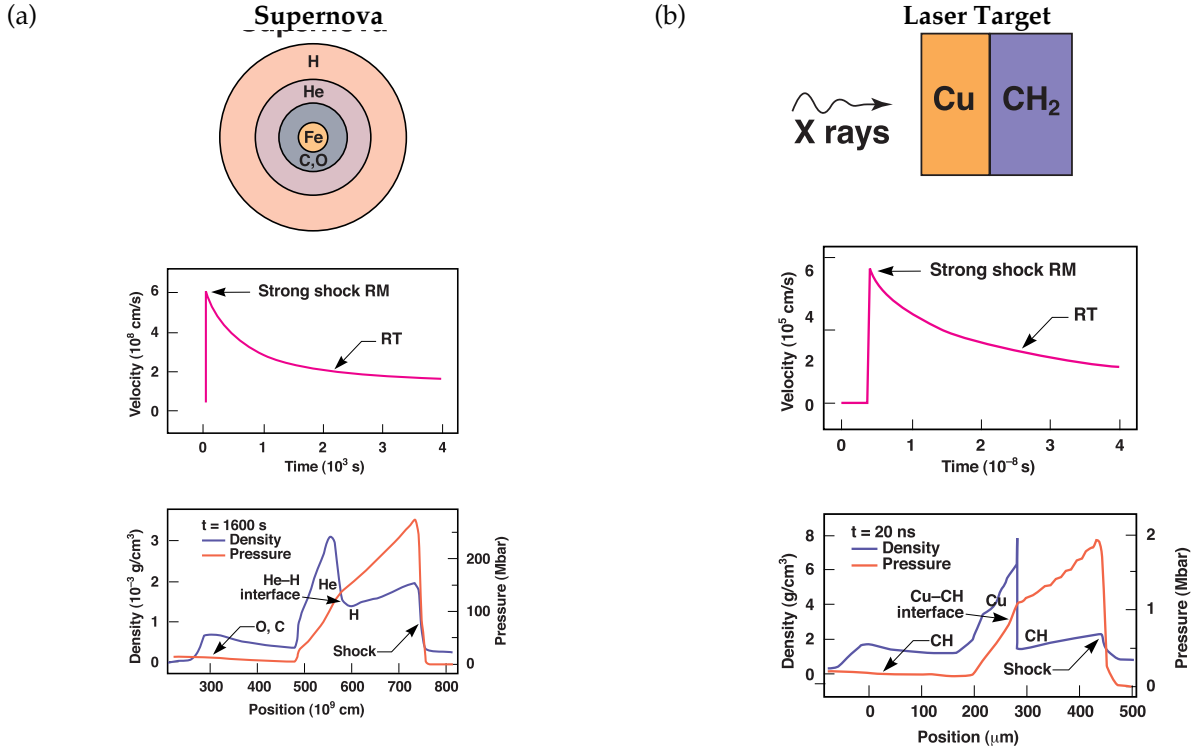 (a)
Supernova
Supernova
H
He
Fe
C,O
Velocity (10⁸ cm/s)
6
4
2
0
Strong shock RM
RT
0 1 2 3 4
Time (10³ s)
t = 1600 s
Density
Pressure
Density (10⁻³ g/cm³)
3
2
1
0
He–H
interface
He
H
O, C
Shock
200
100
0
Pressure (Mbar)
300 400 500 600 700 800
Position (10⁹ cm)
(b)
Laser Target
X rays
Cu
CH₂
Velocity (10⁵ cm/s)
6
4
2
0
Strong shock RM
RT
0 1 2 3 4
Time (10⁻⁸ s)
t = 20 ns
Density
Pressure
Density (g/cm³)
8
6
4
2
0
Cu
Cu–CH
interface
CH
CH
Shock
2
1
0
Pressure (Mbar)
0 100 200 300 400 500
Position (μm)